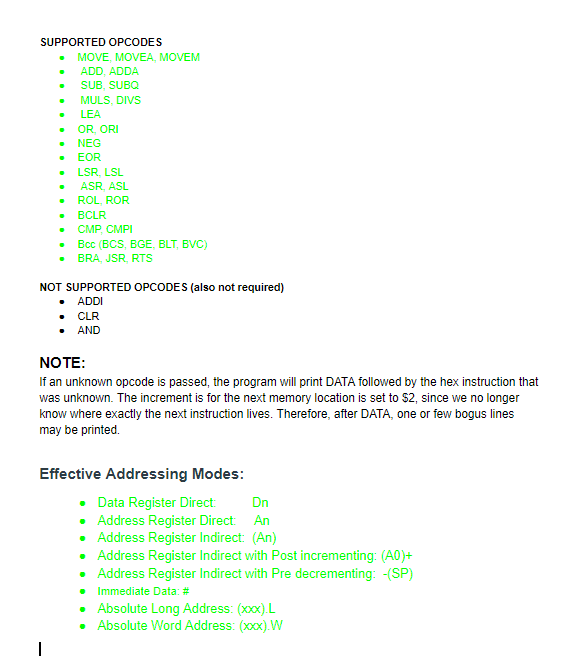 SUPPORTED OPCODES
• MOVE, MOVEA, MOVEM
• ADD, ADDA
• SUB, SUBQ
• MULS, DIVS
• LEA
• OR, ORI
• NEG
• EOR
• LSR, LSL
• ASR, ASL
• ROL, ROR
• BCLR
• CMP, CMPI
• Bcc (BCS, BGE, BLT, BVC)
• BRA, JSR, RTS
NOT SUPPORTED OPCODES (also not required)
• ADDI
• CLR
• AND
NOTE:
If an unknown opcode is passed, the program will print DATA followed by the hex instruction that
was unknown. The increment is for the next memory location is set to $2, since we no longer
know where exactly the next instruction lives. Therefore, after DATA, one or few bogus lines
may be printed.
Effective Addressing Modes:
• Data Register Direct: Dn
• Address Register Direct: An
• Address Register Indirect: (An)
• Address Register Indirect with Post incrementing: (A0)+
• Address Register Indirect with Pre decrementing: -(SP)
• Immediate Data: #
• Absolute Long Address: (xxx).L
• Absolute Word Address: (xxx).W